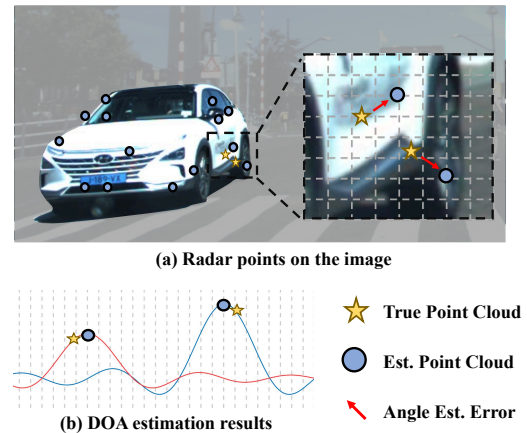 (a) Radar points on the image
True Point Cloud
Est. Point Cloud
Angle Est. Error
(b) DOA estimation results